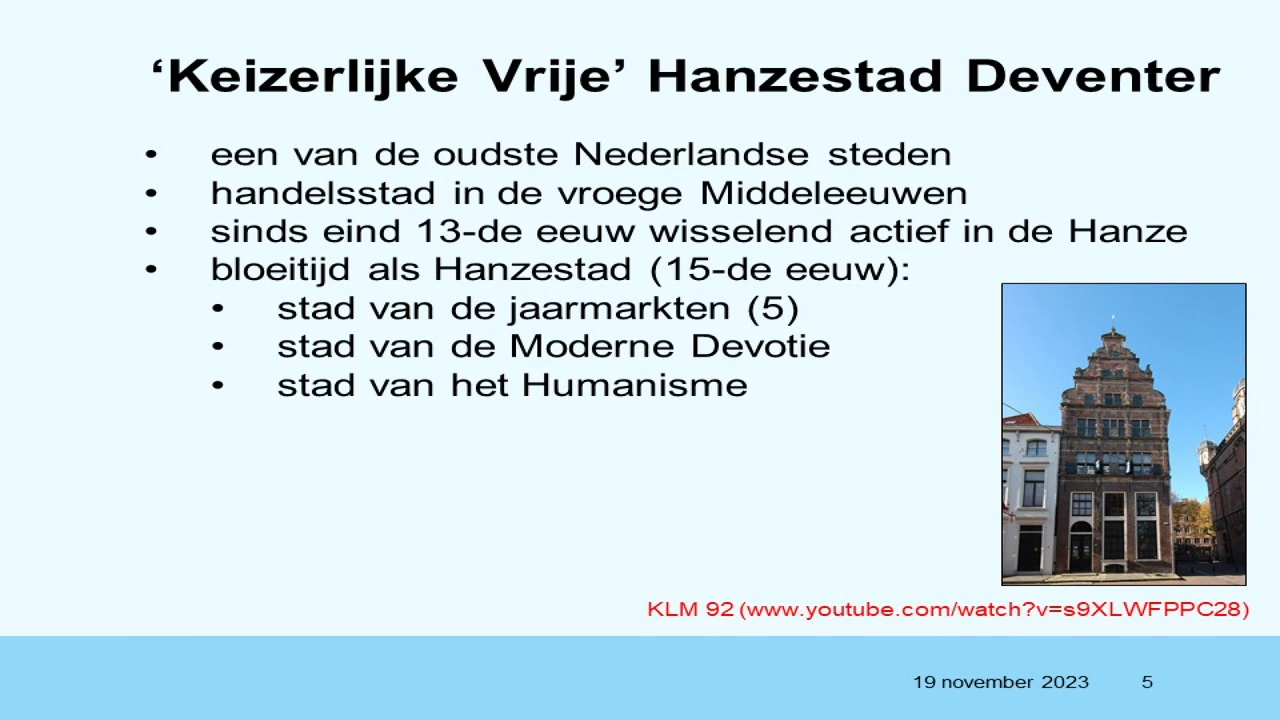 ‘Keizerlijke Vrije’ Hanzestad Deventer
• een van de oudste Nederlandse steden
• handelsstad in de vroege Middeleeuwen
• sinds eind 13-de eeuw wisselend actief in de Hanze
• bloeitijd als Hanzestad (15-de eeuw):
• stad van de jaarmarkten (5)
• stad van de Moderne Devotie
• stad van het Humanisme
KLM 92 (www.youtube.com/watch?v=s9XLWFPPC28)
19 november 2023 5